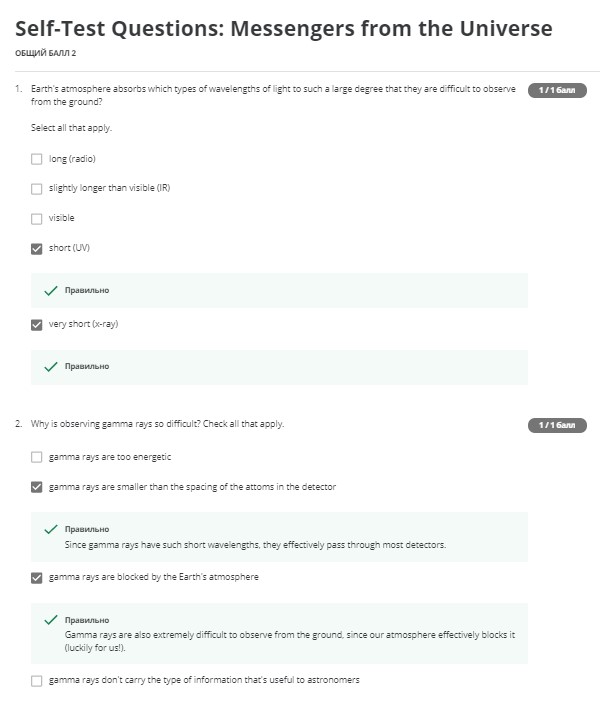 Self-Test Questions: Messengers from the Universe
ОБЩИЙ БАЛЛ 2
1. Earth's atmosphere absorbs which types of wavelengths of light to such a large degree that they are difficult to observe
from the ground?
1 / 1 балл
Select all that apply.
long (radio)
slightly longer than visible (IR)
visible
short (UV)
Правильно
very short (x-ray)
Правильно
2. Why is observing gamma rays so difficult? Check all that apply.
1 / 1 балл
gamma rays are too energetic
gamma rays are smaller than the spacing of the attoms in the detector
Правильно
Since gamma rays have such short wavelengths, they effectively pass through most detectors.
gamma rays are blocked by the Earth's atmosphere
Правильно
Gamma rays are also extremely difficult to observe from the ground, since our atmosphere effectively blocks it
(luckily for us!).
gamma rays don't carry the type of information that's useful to astronomers